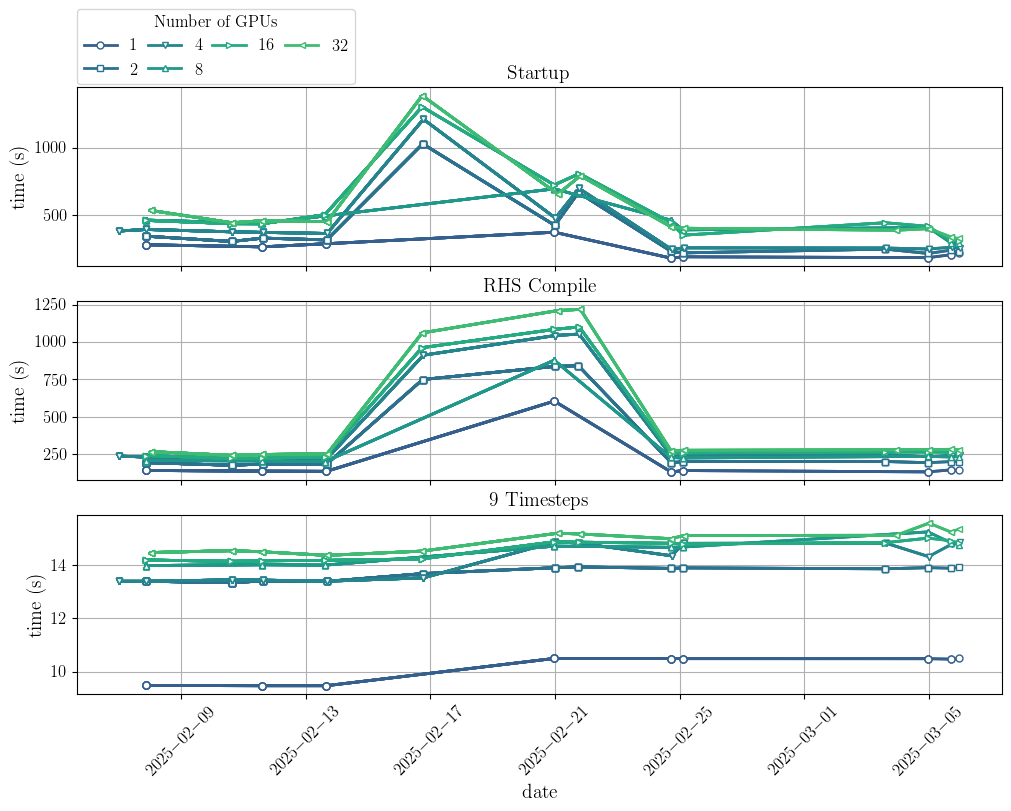 Number of GPUs
1 4 16 32
2 8
Startup
1000
500
time (s)
RHS Compile
1250
1000
750
500
250
time (s)
9 Timesteps
14
12
10
time (s)
2025−02−09 2025−02−13 2025−02−17 2025−02−21 2025−02−25 2025−03−01 2025−03−05
date